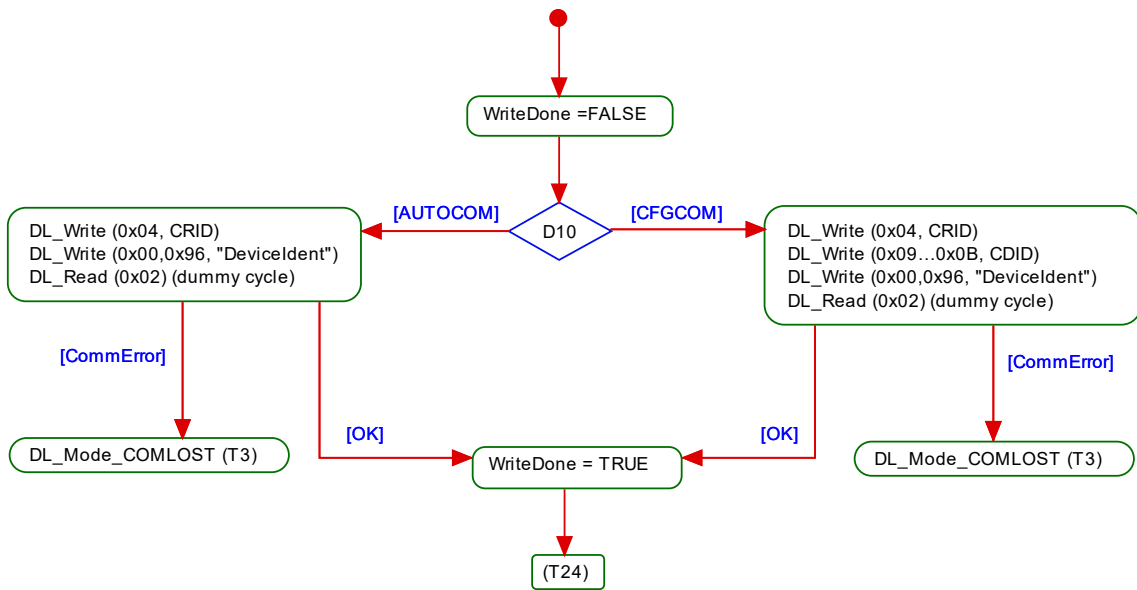 WriteDone =FALSE
[AUTOCOM]
[CFGCOM]
D10
DL_Write (0x04, CRID)
DL_Write (0x00,0x96, "DeviceIdent")
DL_Read (0x02) (dummy cycle)
DL_Write (0x04, CRID)
DL_Write (0x09...0x0B, CDID)
DL_Write (0x00,0x96, "DeviceIdent")
DL_Read (0x02) (dummy cycle)
[CommError]
[CommError]
[OK]
[OK]
DL_Mode_COMLOST (T3)
WriteDone = TRUE
DL_Mode_COMLOST (T3)
(T24)